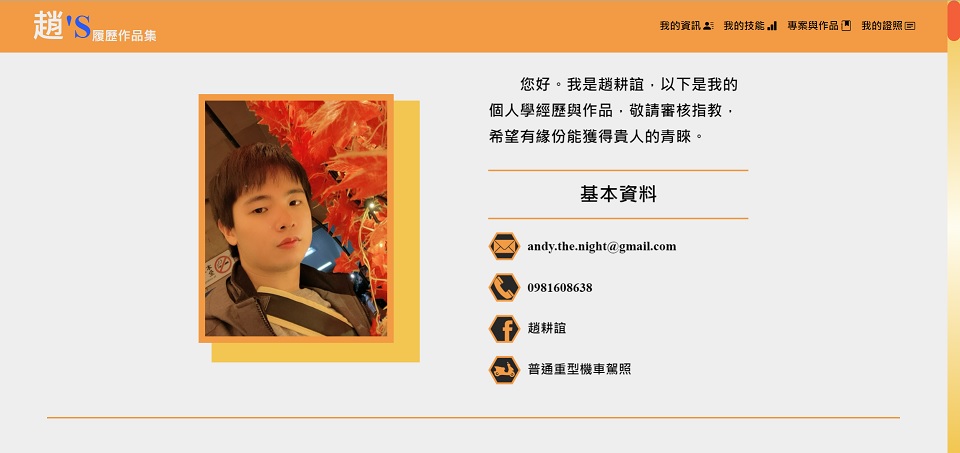 趙'S履歷作品集
我的資訊 我的技能 專案與作品 我的證照
您好。我是趙耕誼，以下是我的
個人學經歷與作品，敬請審核指教，
希望有緣份能獲得貴人的青睞。
基本資料
andy.the.night@gmail.com
0981608638
趙耕誼
普通重型機車駕照